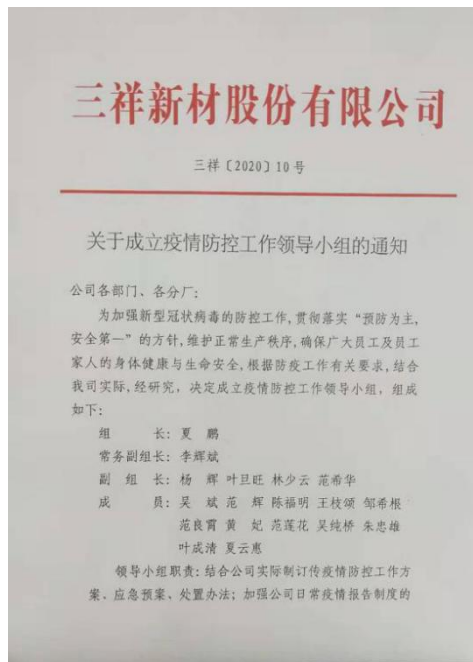 三祥新材股份有限公司
三祥〔2020〕10号
关于成立疫情防控工作领导小组的通知
公司各部门、各分厂:
为加强新型冠状病毒的防控工作,贯彻落实“预防为主,
安全第一”的方针,维护正常生产秩序,确保广大员工及员工
家人的身体健康与生命安全,根据防疫工作有关要求,结合
我司实际,经研究,决定成立疫情防控工作领导小组,组成
如下:
组 长: 夏 鹏
常务副组长: 李辉斌
副 组 长: 杨 辉 叶旦旺 林少云 范希华
成 员: 吴 斌 范 辉 陈福明 王枝颂 邹希根
范良霄 黄 妃 范莲花 吴纯桥 朱忠雄
叶成清 夏云惠
领导小组职责:结合公司实际制订传疫情防控工作方
案、应急预案、处置办法;加强公司日常疫情报告制度的